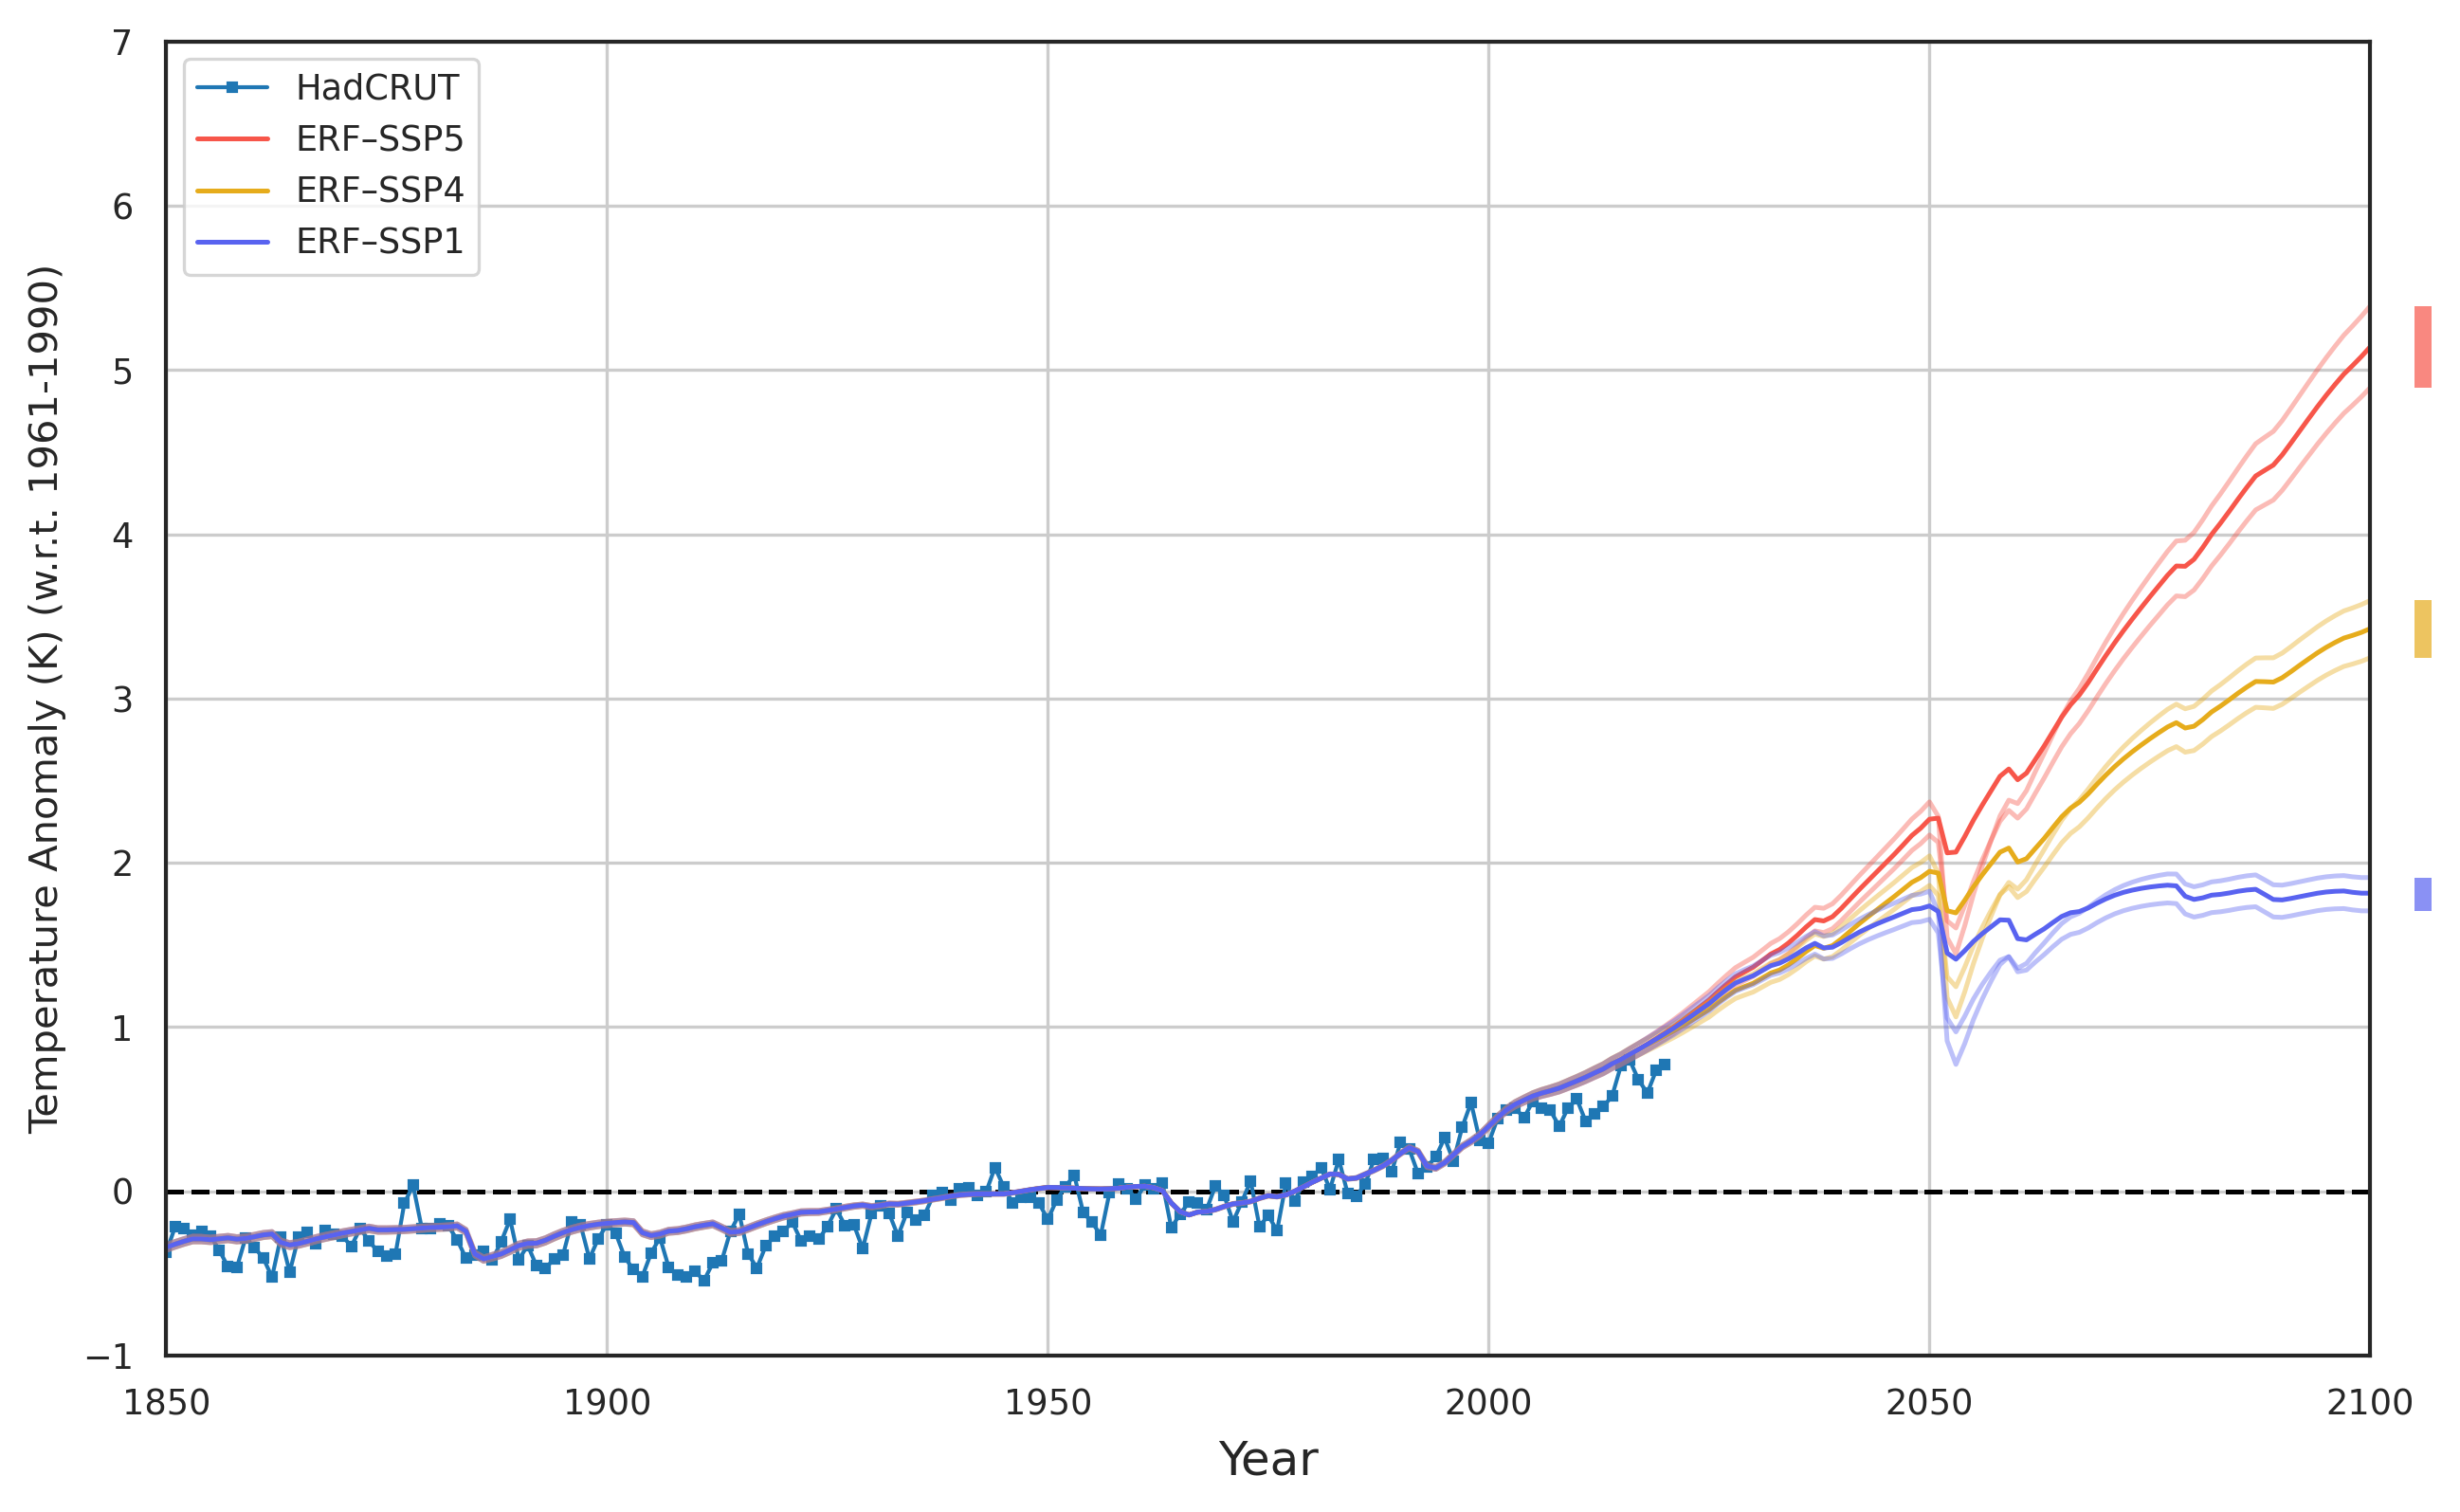 7
6
5
4
3
2
1
0
−1
Temperature Anomaly (K) (w.r.t. 1961-1990)
HadCRUT
ERF–SSP5
ERF–SSP4
ERF–SSP1
1850 1900 1950 2000 2050 2100
Year